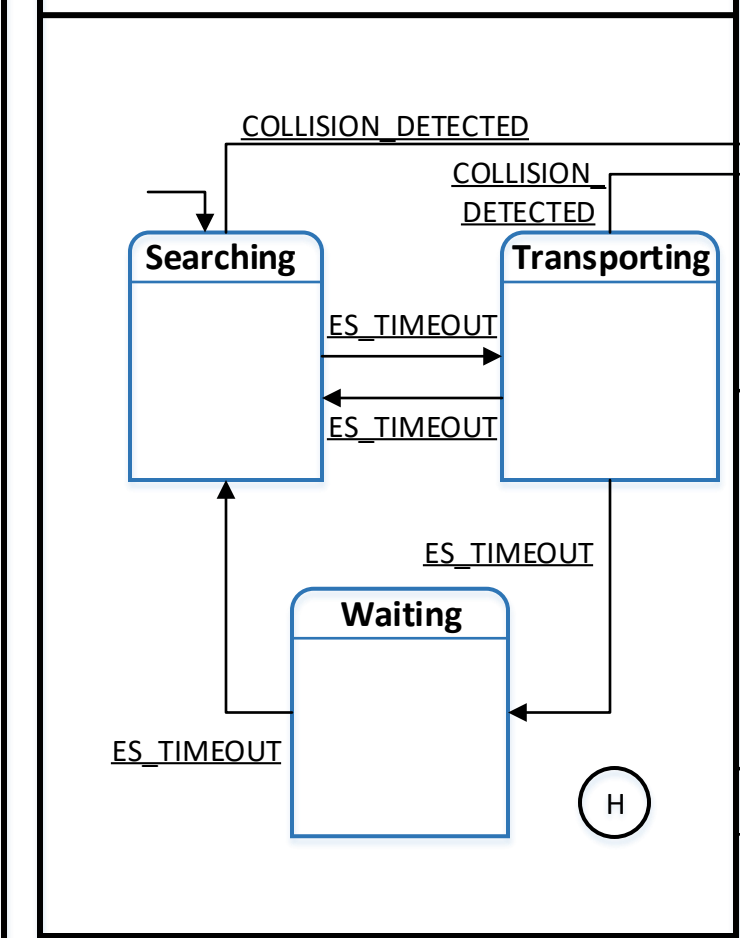 COLLISION_DETECTED
COLLISION_
DETECTED
Searching
Transporting
ES_TIMEOUT
ES_TIMEOUT
ES_TIMEOUT
Waiting
ES_TIMEOUT
H